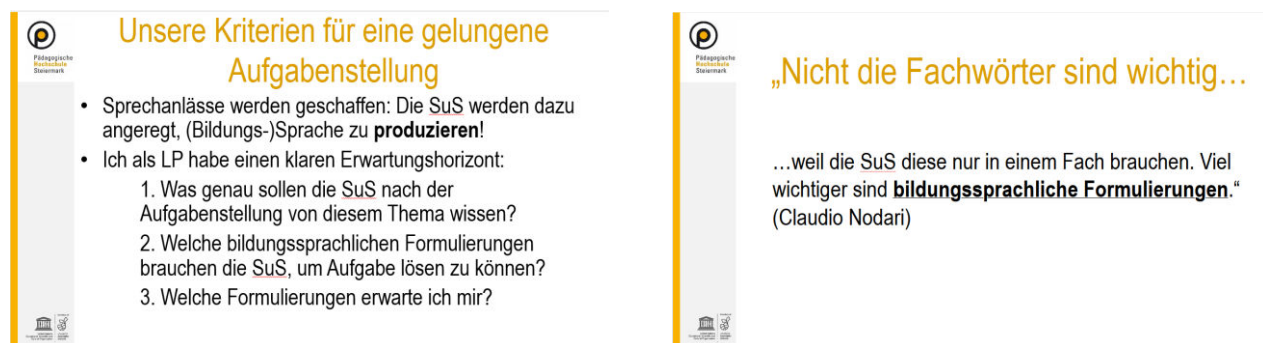 Pädagogische
Hochschule
Steiermark
Unsere Kriterien für eine gelungene
Aufgabenstellung
• Sprechanlässe werden geschaffen: Die SuS werden dazu
angeregt, (Bildungs-)Sprache zu produzieren!
• Ich als LP habe einen klaren Erwartungshorizont:
1. Was genau sollen die SuS nach der
Aufgabenstellung von diesem Thema wissen?
2. Welche bildungssprachlichen Formulierungen
brauchen die SuS, um Aufgabe lösen zu können?
3. Welche Formulierungen erwarte ich mir?
Pädagogische
Hochschule
Steiermark
„Nicht die Fachwörter sind wichtig…
…weil die SuS diese nur in einem Fach brauchen. Viel
wichtiger sind bildungssprachliche Formulierungen.“
(Claudio Nodari)